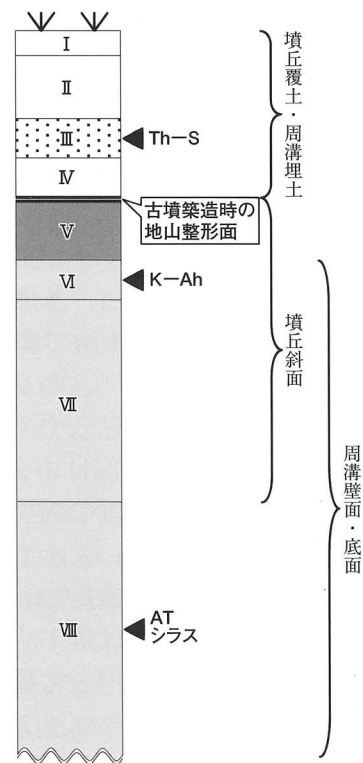 Ⅰ
Ⅱ
Ⅲ
Th－S
Ⅳ
古墳築造時の
地山整形面
Ⅴ
Ⅵ
K－Ah
Ⅶ
Ⅷ
AT
シラス
墳丘覆土・周溝埋土
墳丘斜面
周溝壁面・底面